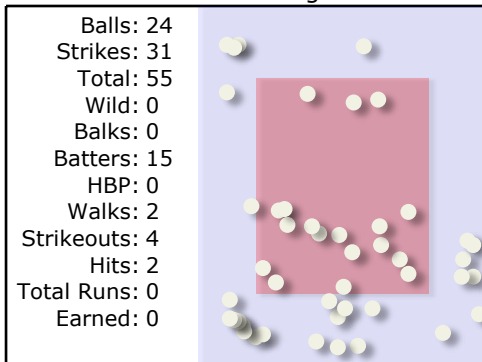 Balls: 24
Strikes: 31
Total: 55
Wild: 0
Balks: 0
Batters: 15
HBP: 0
Walks: 2
Strikeouts: 4
Hits: 2
Total Runs: 0
Earned: 0